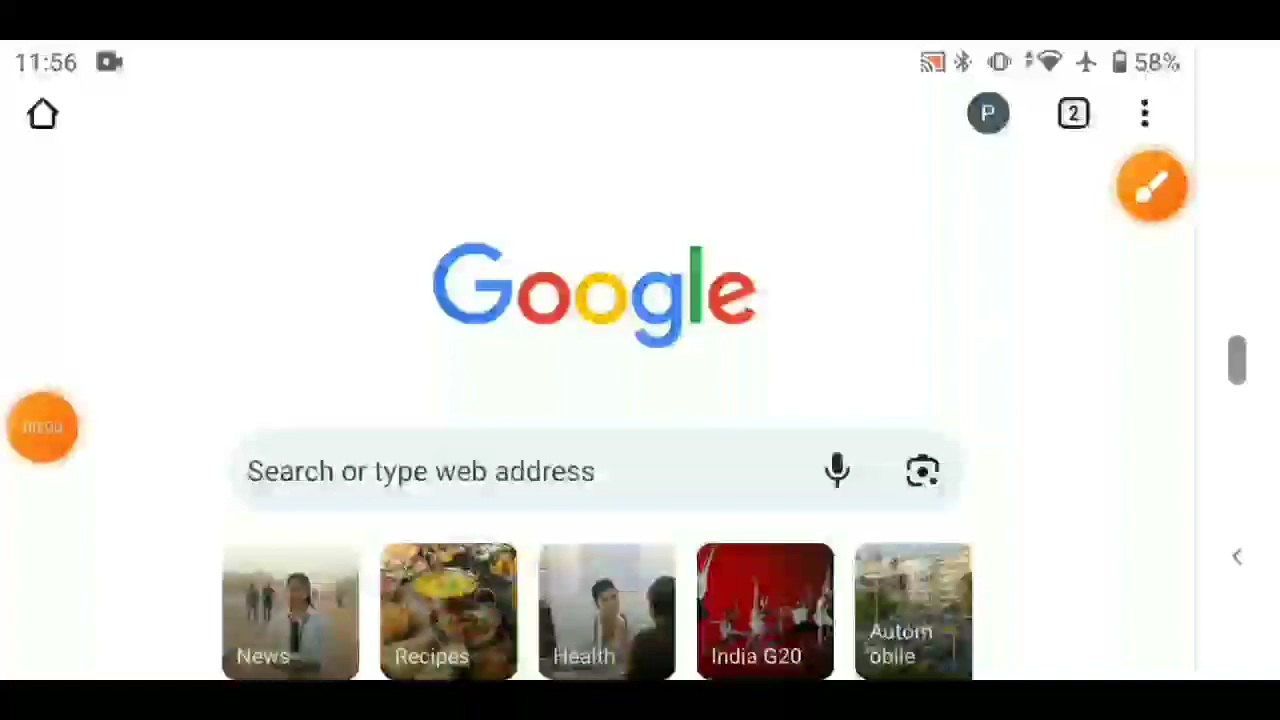 11:56
58%
P
2
Google
Search or type web address
News
Recipes
Health
India G20
Autom
obile